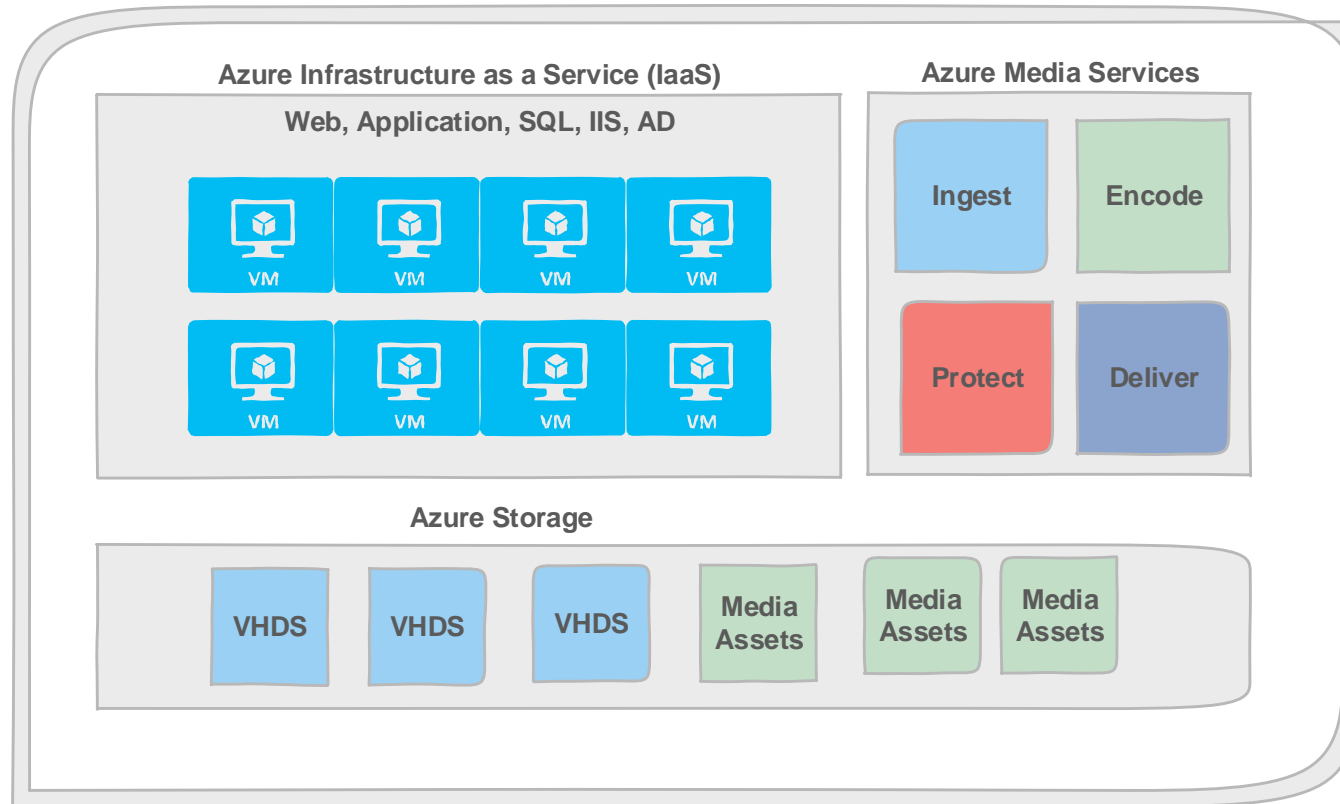 Azure Infrastructure as a Service (IaaS)
Web, Application, SQL, IIS, AD
VM
VM
VM
VM
VM
VM
VM
VM
Azure Media Services
Ingest
Encode
Protect
Deliver
Azure Storage
VHDS
VHDS
VHDS
Media
Assets
Media
Assets
Media
Assets